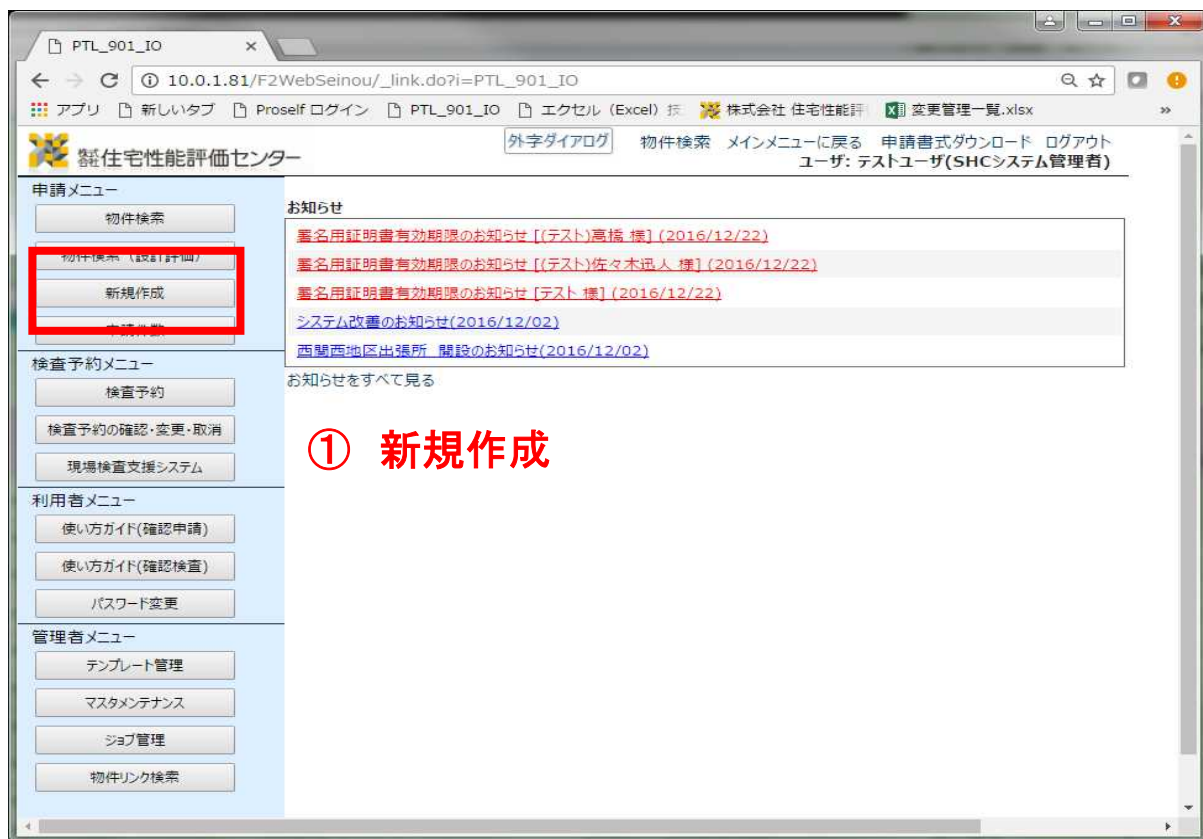 PTL_901_IO
10.0.1.81/F2WebSeinou/_link.do?i=PTL_901_IO
アプリ 新しいタブ Proself ログイン PTL_901_IO エクセル（Excel）技 株式会社 住宅性能評 変更管理一覧.xlsx »
株式会社住宅性能評価センター
外字ダイアログ 物件検索 メインメニューに戻る 申請書式ダウンロード ログアウト
ユーザ: テストユーザ(SHCシステム管理者)
申請メニュー
物件検索
物件検索（設計評価）
新規作成
申請件数
検査予約メニュー
検査予約
検査予約の確認・変更・取消
現場検査支援システム
利用者メニュー
使い方ガイド(確認申請)
使い方ガイド(確認検査)
パスワード変更
管理者メニュー
テンプレート管理
マスタメンテナンス
ジョブ管理
物件リンク検索
お知らせ
署名用証明書有効期限のお知らせ [(テスト)高橋 様] (2016/12/22)
署名用証明書有効期限のお知らせ [(テスト)佐々木迅人 様] (2016/12/22)
署名用証明書有効期限のお知らせ [テスト 様] (2016/12/22)
システム改善のお知らせ(2016/12/02)
西関西地区出張所 開設のお知らせ(2016/12/02)
お知らせをすべて見る
① 新規作成